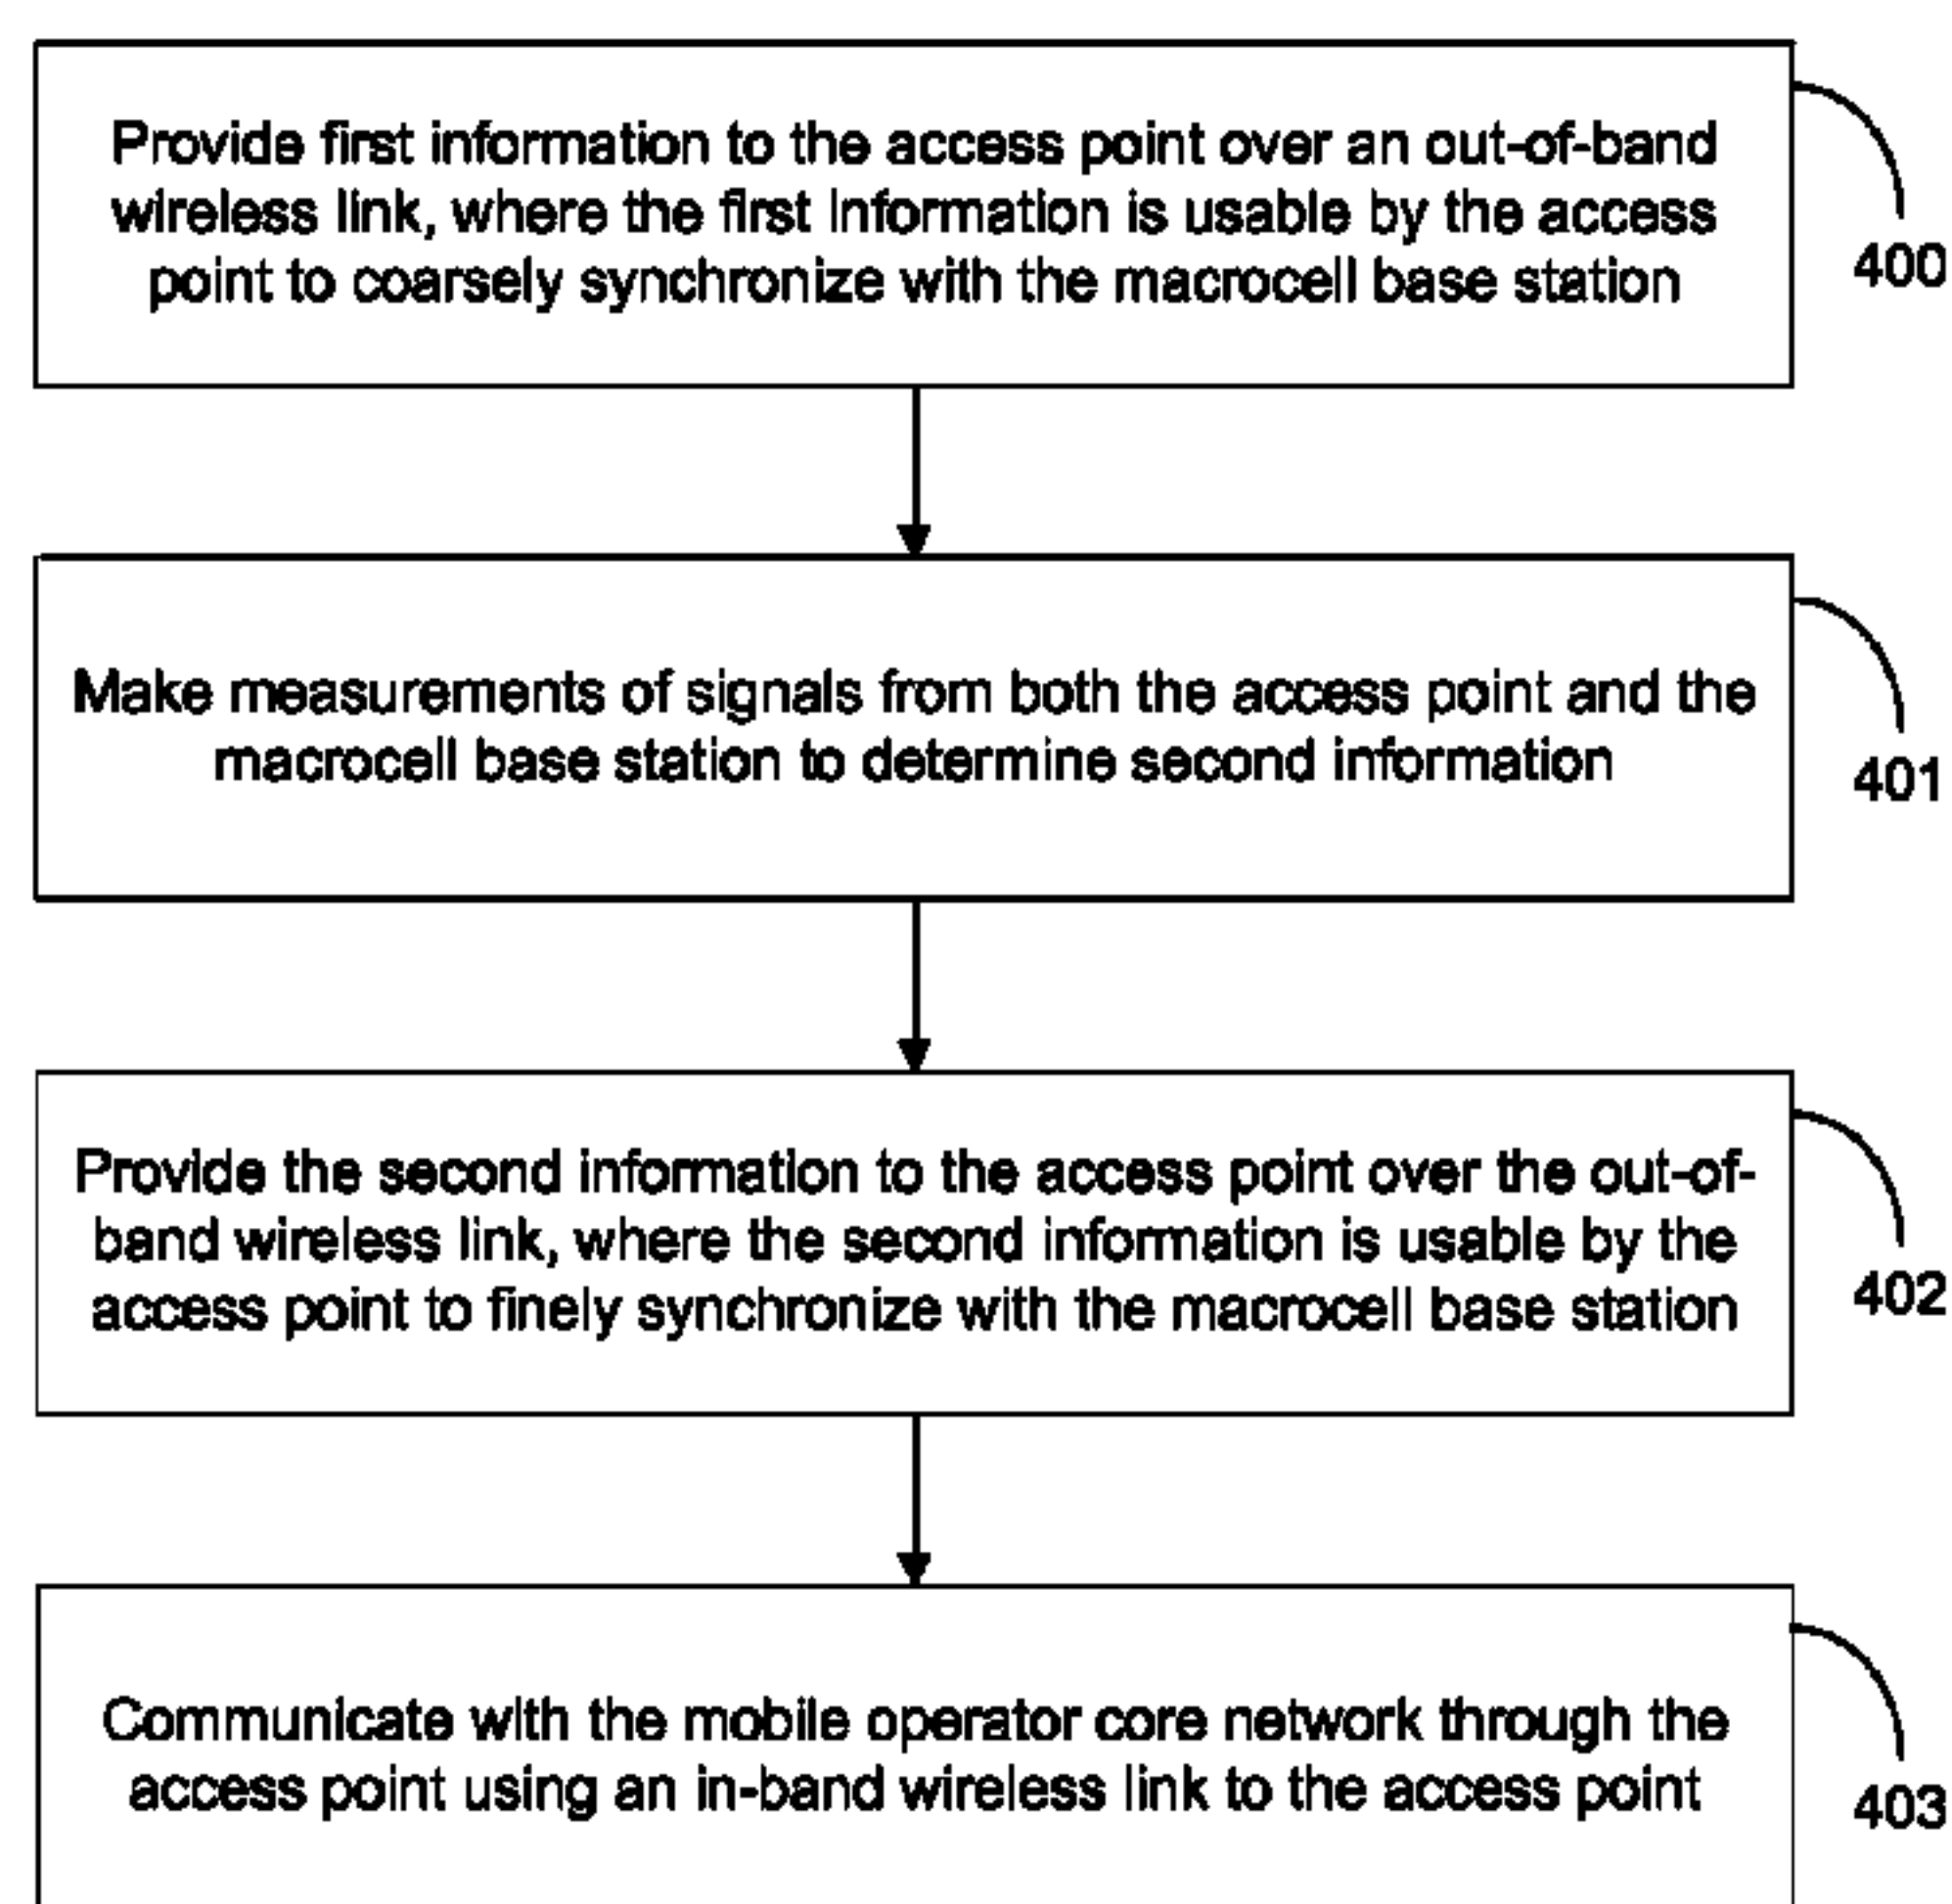 Provide first information to the access point over an out-of-band
wireless link, where the first information is usable by the access
point to coarsely synchronize with the macrocell base station
400
Make measurements of signals from both the access point and the
macrocell base station to determine second information
401
Provide the second information to the access point over the out-of-
band wireless link, where the second information is usable by the
access point to finely synchronize with the macrocell base station
402
Communicate with the mobile operator core network through the
access point using an in-band wireless link to the access point
403